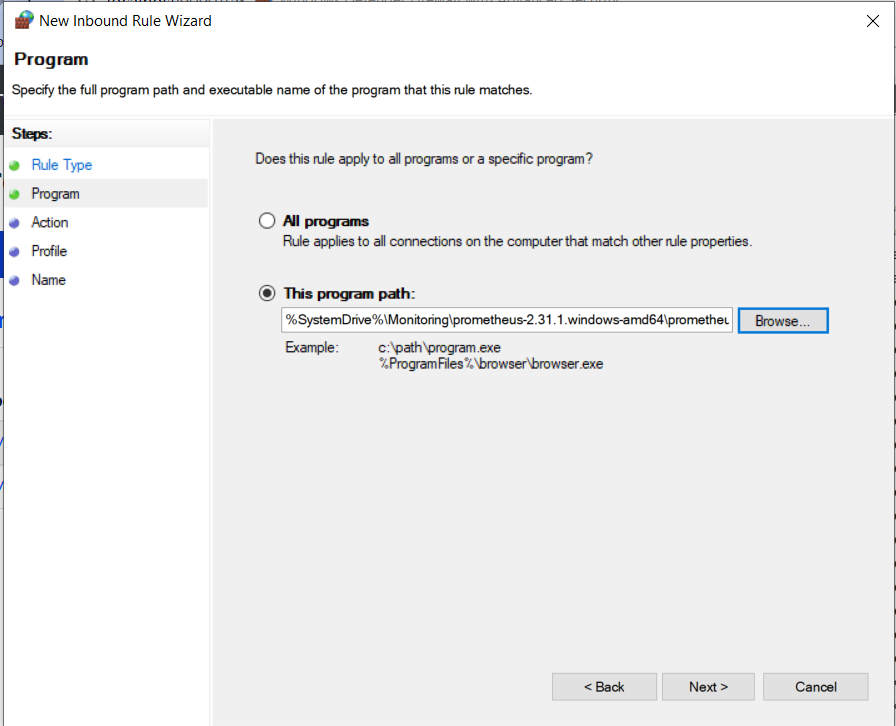 New Inbound Rule Wizard
Program
Specify the full program path and executable name of the program that this rule matches.
Steps:
Rule Type
Program
Action
Profile
Name
Does this rule apply to all programs or a specific program?
All programs
Rule applies to all connections on the computer that match other rule properties.
This program path:
%SystemDrive%\Monitoring\prometheus-2.31.1.windows-amd64\prometheu
Browse...
Example:
c:\path\program.exe
%ProgramFiles%\browser\browser.exe
< Back
Next >
Cancel